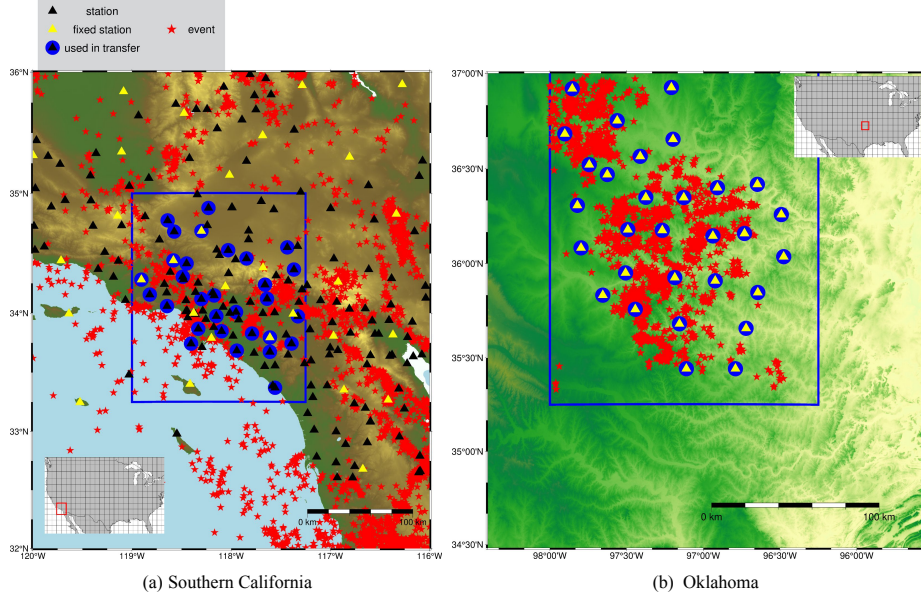 station
fixed station event
used in transfer
36°N
35°N
34°N
33°N
32°N
120°W 119°W 118°W 117°W 116°W
0 km 100 km
(a) Southern California
37°00'N
36°30'N
36°00'N
35°30'N
35°00'N
34°30'N
98°00'W 97°30'W 97°00'W 96°30'W 96°00'W
0 km 100 km
(b) Oklahoma